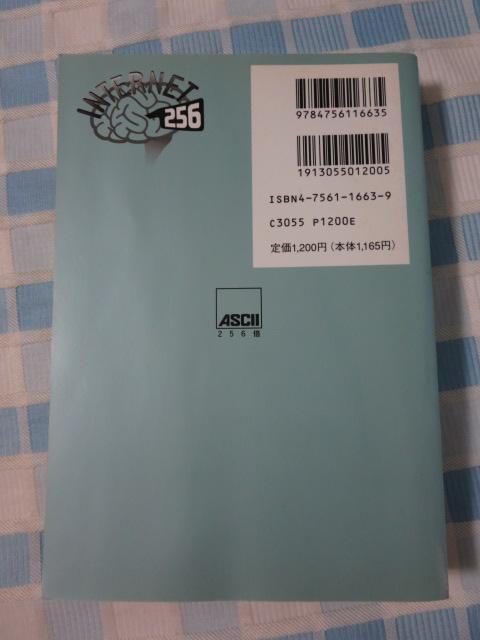 INTERNET
256
9784756116635
1913055012005
ISBN4-7561-1663-9
C3055 P1200E
定価1,200円(本体1,165円)
ASCII
256倍